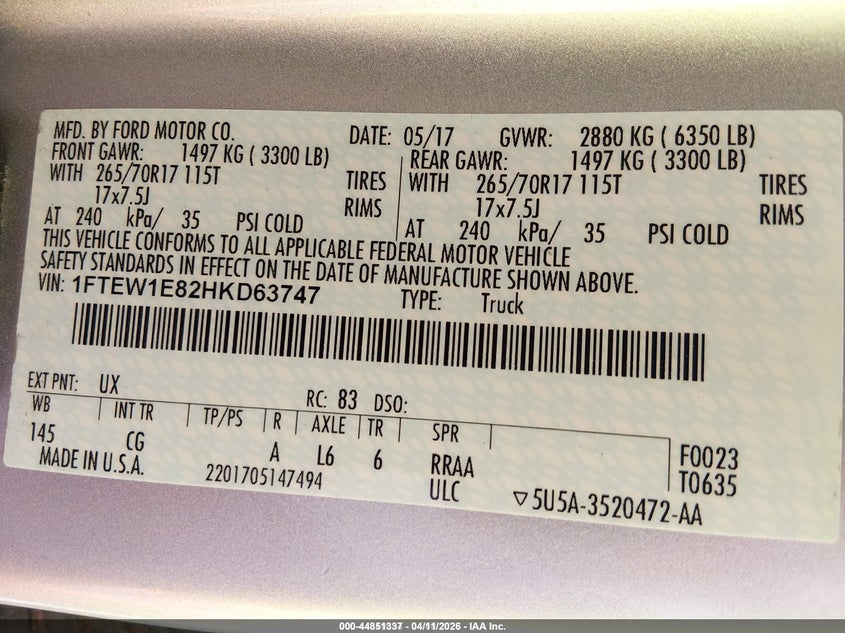 MFD. BY FORD MOTOR CO. DATE: 05/17 GVWR: 2880 KG ( 6350 LB)
FRONT GAWR: 1497 KG ( 3300 LB) REAR GAWR: 1497 KG ( 3300 LB)
WITH 265/70R17 115T TIRES WITH 265/70R17 115T TIRES
17x7.5J RIMS 17x7.5J RIMS
AT 240 kPa/ 35 PSI COLD AT 240 kPa/ 35 PSI COLD
THIS VEHICLE CONFORMS TO ALL APPLICABLE FEDERAL MOTOR VEHICLE
SAFETY STANDARDS IN EFFECT ON THE DATE OF MANUFACTURE SHOWN ABOVE.
VIN: 1FTEW1E82HKD63747 TYPE: Truck
EXT PNT: UX RC: 83 DSO:
WB INT TR TP/PS R AXLE TR SPR
145 CG A L6 6 RRAA F0023
MADE IN U.S.A. 2201705147494 ULC T0635
▽5U5A-3520472-AA
000-44851337 - 04/11/2026 - IAA Inc.